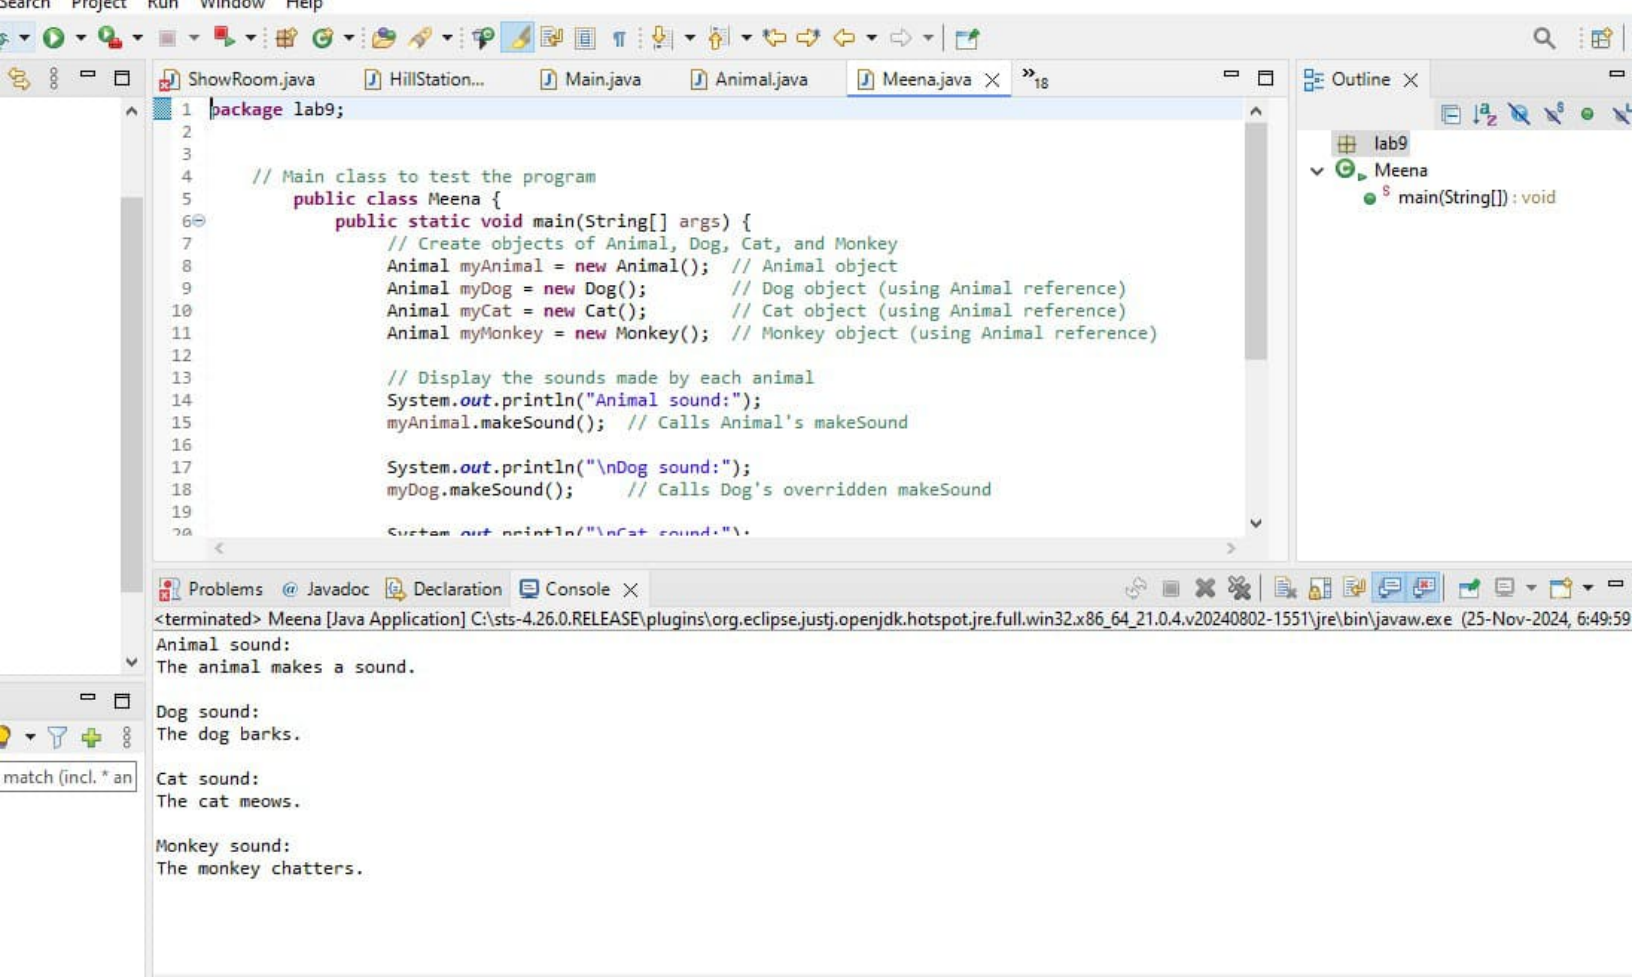 Search Project Run Window Help
ShowRoom.java HillStation... Main.java Animal.java Meena.java »18
Outline
1 package lab9;
2
3
4 // Main class to test the program
5 public class Meena {
6 public static void main(String[] args) {
7 // Create objects of Animal, Dog, Cat, and Monkey
8 Animal myAnimal = new Animal(); // Animal object
9 Animal myDog = new Dog(); // Dog object (using Animal reference)
10 Animal myCat = new Cat(); // Cat object (using Animal reference)
11 Animal myMonkey = new Monkey(); // Monkey object (using Animal reference)
12
13 // Display the sounds made by each animal
14 System.out.println("Animal sound:");
15 myAnimal.makeSound(); // Calls Animal's makeSound
16
17 System.out.println("\nDog sound:");
18 myDog.makeSound(); // Calls Dog's overridden makeSound
19
20 System.out.println("\nCat sound:");
lab9
Meena
main(String[]) : void
Problems @ Javadoc Declaration Console
<terminated> Meena [Java Application] C:\sts-4.26.0.RELEASE\plugins\org.eclipse.justj.openjdk.hotspot.jre.full.win32.x86_64_21.0.4.v20240802-1551\jre\bin\javaw.exe (25-Nov-2024, 6:49:59
Animal sound:
The animal makes a sound.
Dog sound:
The dog barks.
Cat sound:
The cat meows.
Monkey sound:
The monkey chatters.
match (incl. * an